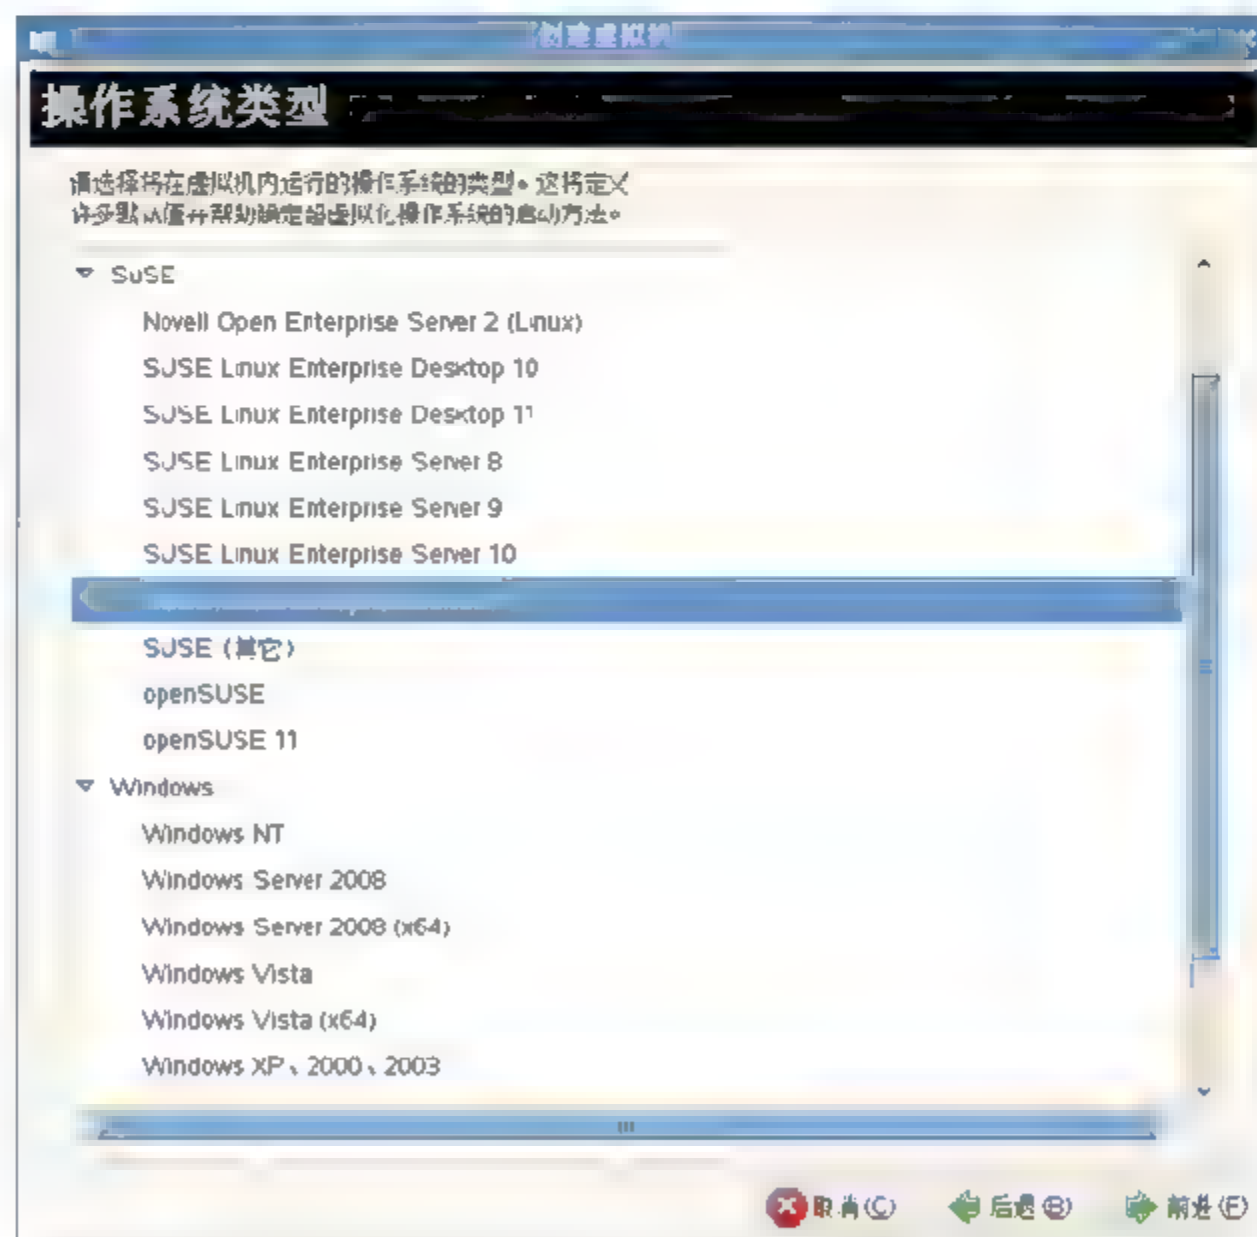 创建虚拟机
操作系统类型
请选择将在虚拟机内运行的操作系统的类型。这将定义
许多默认值并帮助确定虚拟化操作系统的启动方法。
SuSE
Novell Open Enterprise Server 2 (Linux)
SUSE Linux Enterprise Desktop 10
SUSE Linux Enterprise Desktop 11
SUSE Linux Enterprise Server 8
SUSE Linux Enterprise Server 9
SUSE Linux Enterprise Server 10
SUSE (其它)
openSUSE
openSUSE 11
Windows
Windows NT
Windows Server 2008
Windows Server 2008 (x64)
Windows Vista
Windows Vista (x64)
Windows XP、2000、2003
取消(C) 后退(B) 前进(F)